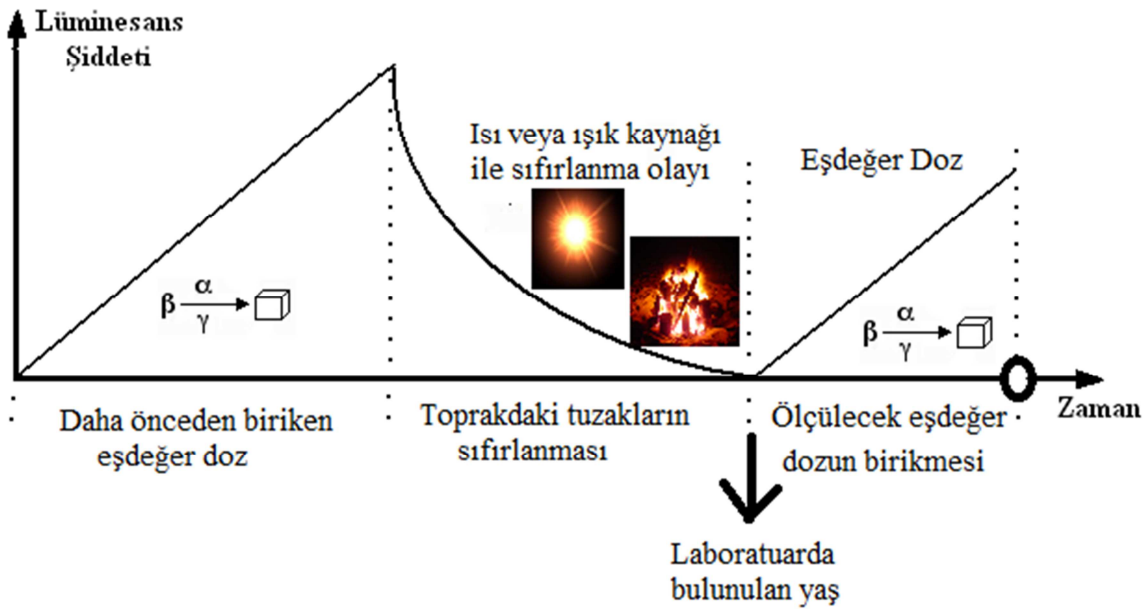 Lüminesans
Şiddeti
Isı veya ışık kaynağı
ile sıfırlanma olayı
Eşdeğer Doz
α
β
γ
α
β
γ
Zaman
Daha önceden biriken
eşdeğer doz
Toprakdaki tuzakların
sıfırlanması
Ölçülecek eşdeğer
dozun birikmesi
Laboratuarda
bulunulan yaş